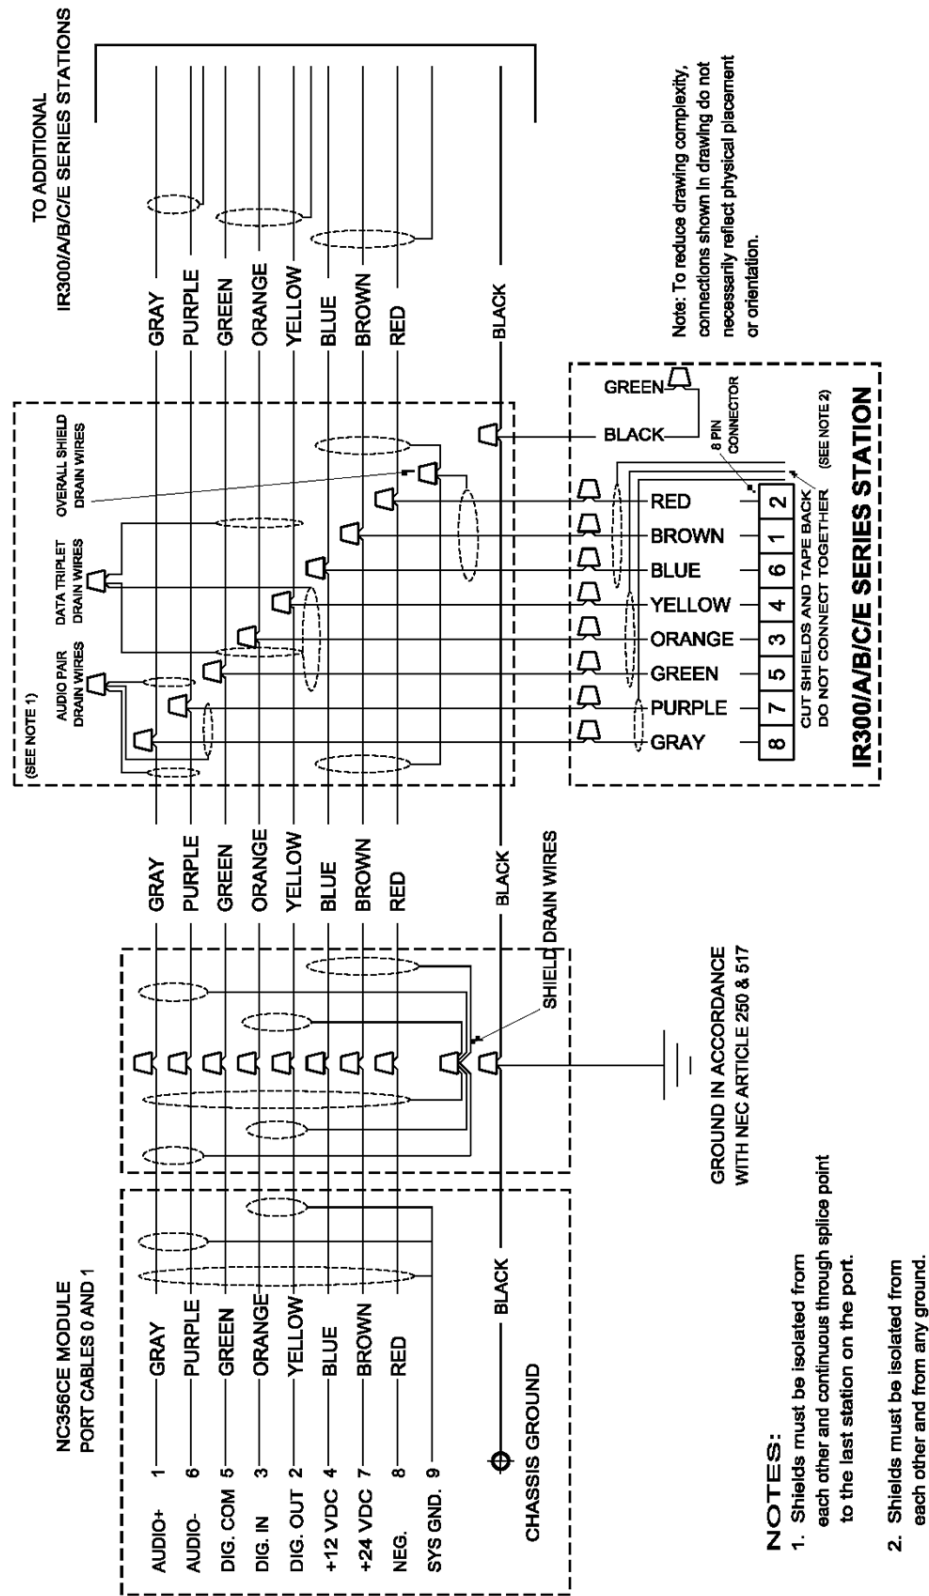 NC356CE MODULE
PORT CABLES 0 AND 1
AUDIO+ 1 GRAY
AUDIO- 6 PURPLE
DIG. COM 5 GREEN
DIG. IN 3 ORANGE
DIG. OUT 2 YELLOW
+12 VDC 4 BLUE
+24 VDC 7 BROWN
NEG. 8 RED
SYS GND. 9
BLACK
CHASSIS GROUND
SHIELD DRAIN WIRES
GROUND IN ACCORDANCE
WITH NEC ARTICLE 250 & 517
GRAY
PURPLE
GREEN
ORANGE
YELLOW
BLUE
BROWN
RED
BLACK
(SEE NOTE 1)
AUDIO PAIR
DRAIN WIRES
DATA TRIPLET
DRAIN WIRES
OVERALL SHIELD
DRAIN WIRES
TO ADDITIONAL
IR300/A/B/C/E SERIES STATIONS
GRAY
PURPLE
GREEN
ORANGE
YELLOW
BLUE
BROWN
RED
BLACK
GRAY
PURPLE
GREEN
ORANGE
YELLOW
BLUE
BROWN
RED
BLACK
GREEN
8 PIN
CONNECTOR
8 7 5 3 4 6 1 2
CUT SHIELDS AND TAPE BACK
DO NOT CONNECT TOGETHER (SEE NOTE 2)
IR300/A/B/C/E SERIES STATION
Note: To reduce drawing complexity,
connections shown in drawing do not
necessarily reflect physical placement
or orientation.
NOTES:
1. Shields must be isolated from
each other and continuous through splice point
to the last station on the port.
2. Shields must be isolated from
each other and from any ground.